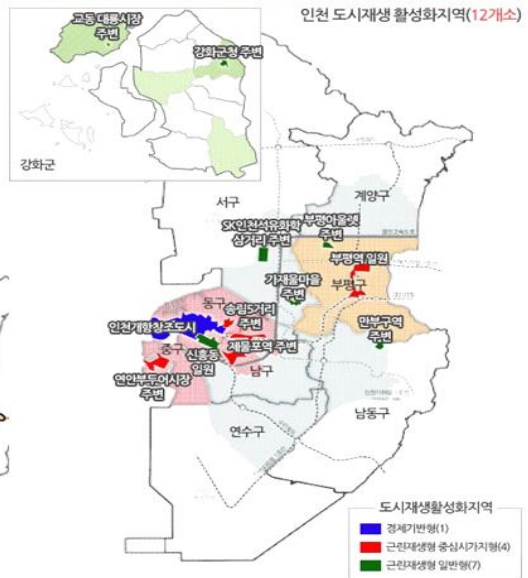 인천 도시재생 활성화지역(12개소)
교동 대룡시장
주변
강화군청 주변
강화군
서구
계양구
SK인천석유화학
삼거리 주변
부평아울렛
주변
부평역 일원
부평구
가재울마을
주변
동구
송림5거리
주변
인천개항창조도시
중구
신흥동
일원
제물포역 주변
만부구역
주변
연안부두어시장
주변
남구
남동구
연수구
도시재생활성화지역
경제기반형(1)
근린재생형 중심시가지형(4)
근린재생형 일반형(7)